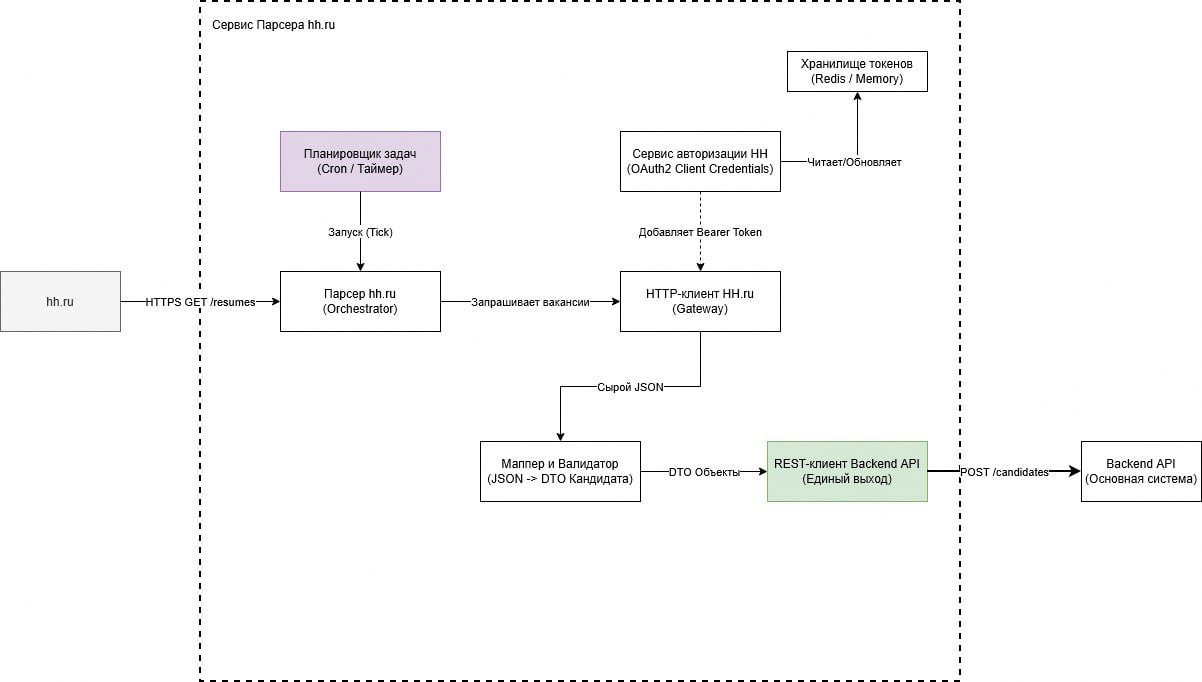 Сервис Парсера hh.ru
Хранилище токенов
(Redis / Memory)
Планировщик задач
(Cron / Таймер)
Сервис авторизации HH
(OAuth2 Client Credentials)
Читает/Обновляет
Запуск (Tick)
Добавляет Bearer Token
hh.ru
HTTPS GET /resumes
Парсер hh.ru
(Orchestrator)
Запрашивает вакансии
HTTP-клиент HH.ru
(Gateway)
Сырой JSON
Маппер и Валидатор
(JSON -> DTO Кандидата)
DTO Объекты
REST-клиент Backend API
(Единый выход)
POST /candidates
Backend API
(Основная система)